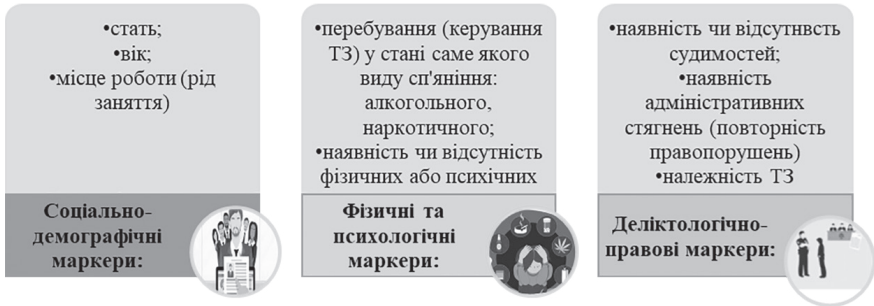 •стать;
•вік;
•місце роботи (рід
заняття)
Соціально-
демографічні
маркери:
•перебування (керування
ТЗ) у стані саме якого
виду сп'яніння:
алкогольного,
наркотичного;
•наявність чи відсутність
фізичних або психічних
Фізичні та
психологічні
маркери:
•наявність чи відсутнвсть
судимостей;
•наявність
адміністративних
стягнень (повторність
правопорушень)
•належність ТЗ
Деліктологічно-
правові маркери: